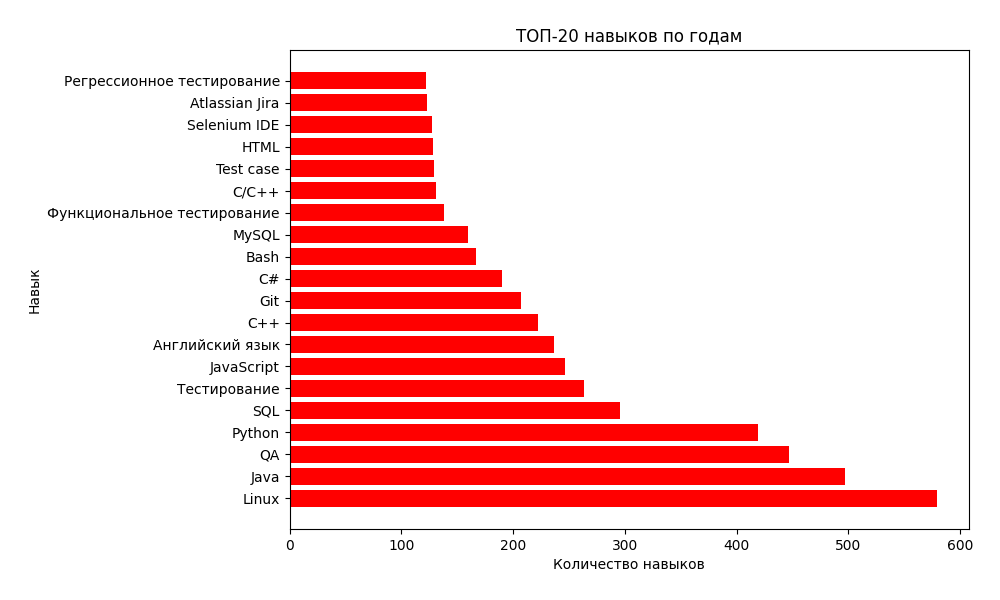 ТОП-20 навыков по годам
Навык
Регрессионное тестирование
Atlassian Jira
Selenium IDE
HTML
Test case
C/C++
Функциональное тестирование
MySQL
Bash
C#
Git
C++
Английский язык
JavaScript
Тестирование
SQL
Python
QA
Java
Linux
0 100 200 300 400 500 600
Количество навыков